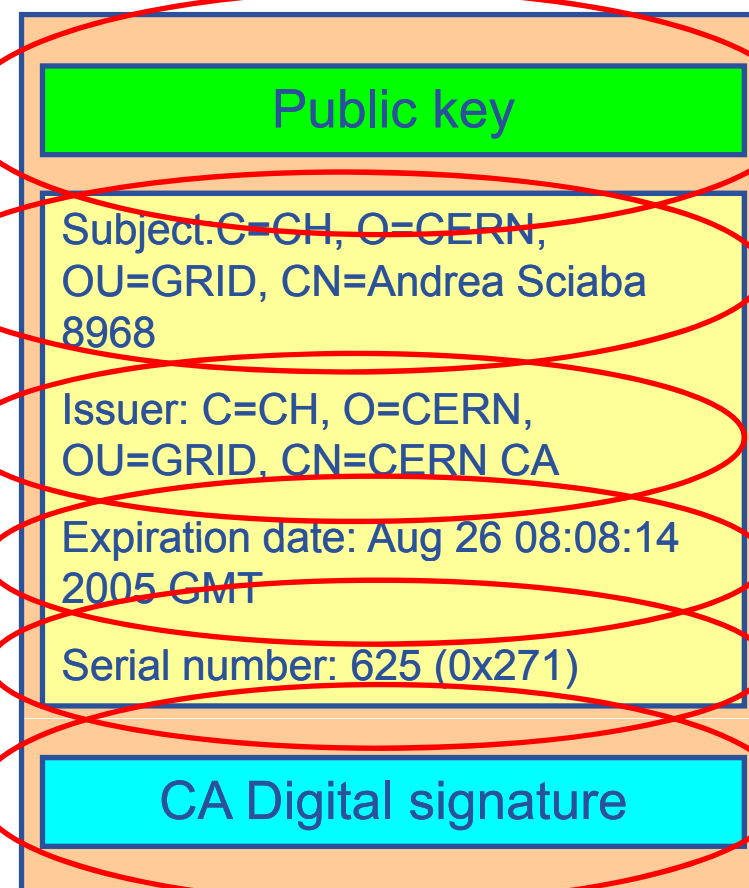 Public key
Subject:C=CH, O=CERN,
OU=GRID, CN=Andrea Sciaba
8968
Issuer: C=CH, O=CERN,
OU=GRID, CN=CERN CA
Expiration date: Aug 26 08:08:14
2005 GMT
Serial number: 625 (0x271)
CA Digital signature